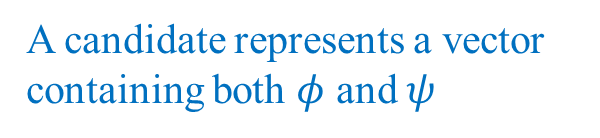 A candidate represents a vector
containing both ϕ and ψ